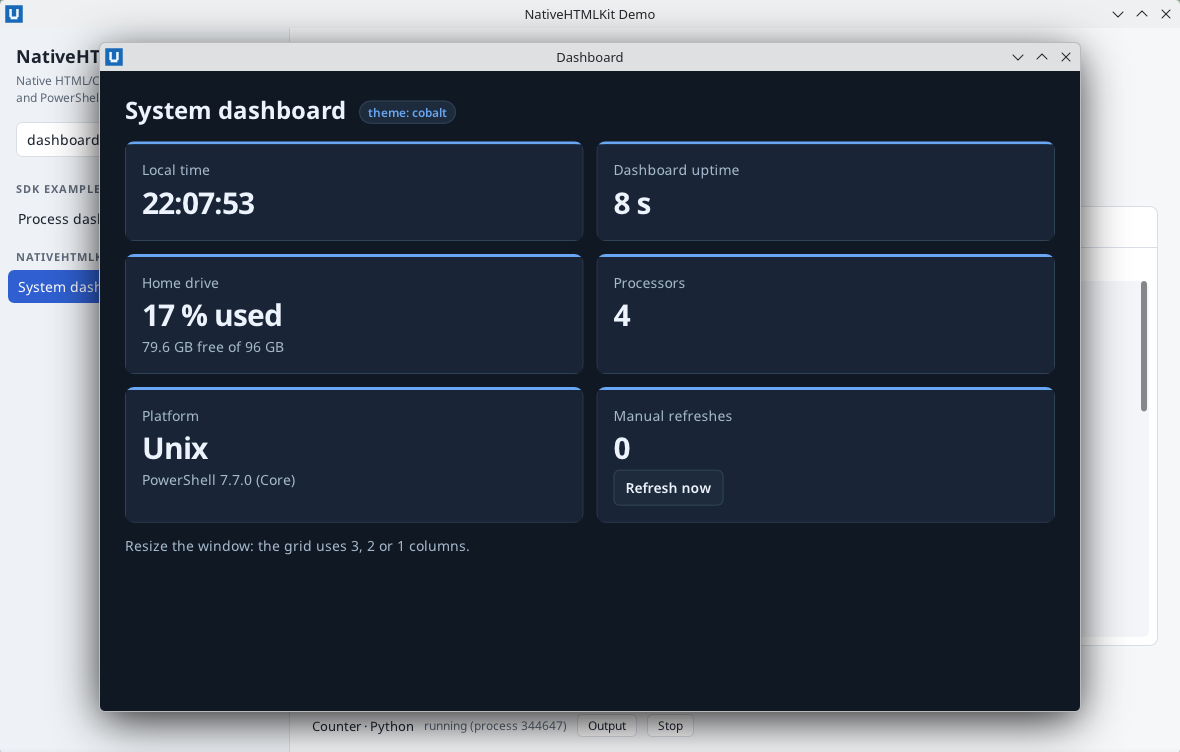 NativeHTMLKit Demo
NativeHT
Native HTML/C
and PowerShel
dashboard
SDK EXAMPLE
Process das
NATIVEHTMLK
System dash
Dashboard
System dashboard theme: cobalt
Local time
22:07:53
Dashboard uptime
8 s
Home drive
17 % used
79.6 GB free of 96 GB
Processors
4
Platform
Unix
PowerShell 7.7.0 (Core)
Manual refreshes
0
Refresh now
Resize the window: the grid uses 3, 2 or 1 columns.
Counter · Python running (process 344647) Output Stop